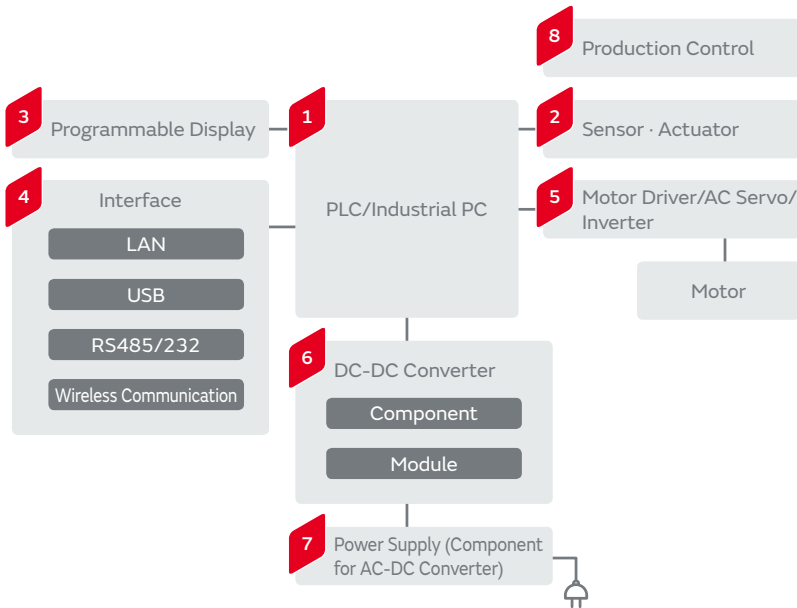 8
Production Control
3
Programmable Display
1
PLC/Industrial PC
2
Sensor · Actuator
4
Interface
LAN
USB
RS485/232
Wireless Communication
5
Motor Driver/AC Servo/
Inverter
Motor
6
DC-DC Converter
Component
Module
7
Power Supply (Component
for AC-DC Converter)